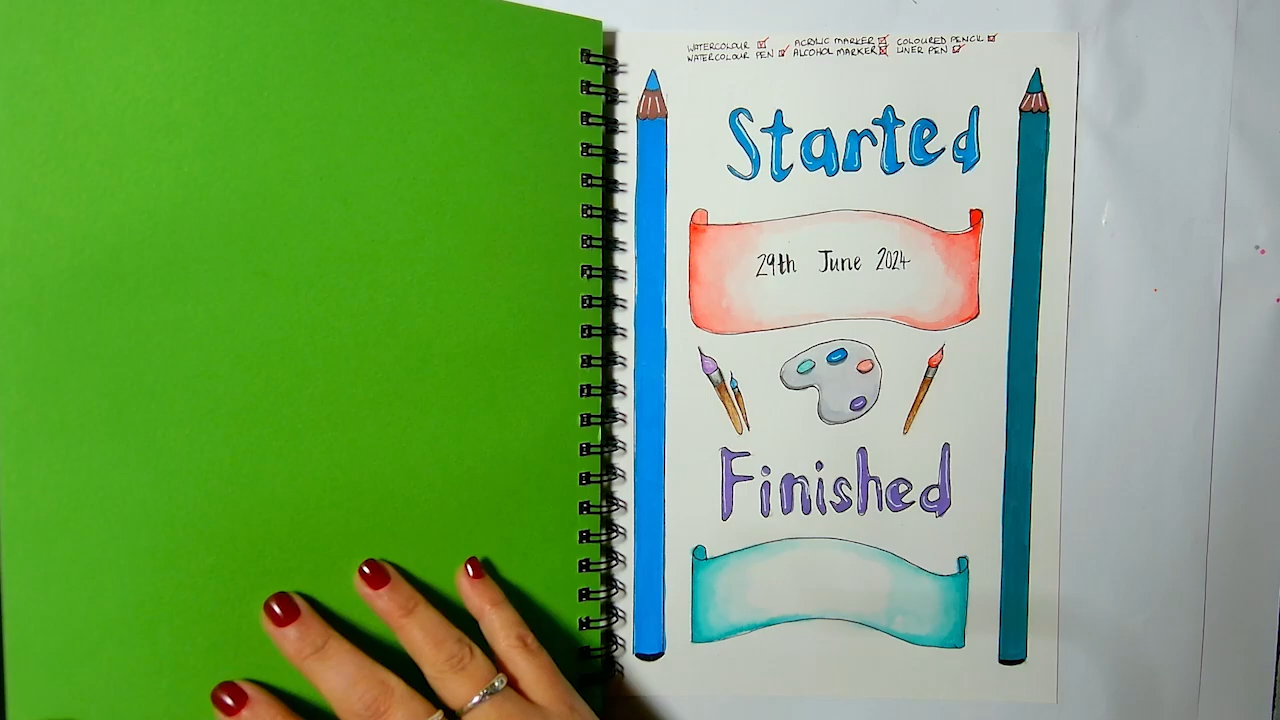 WATERCOLOUR ACRYLIC MARKER COLOURED PENCIL
WATERCOLOUR PEN ALCOHOL MARKER LINER PEN
Started
29th June 2024
Finished